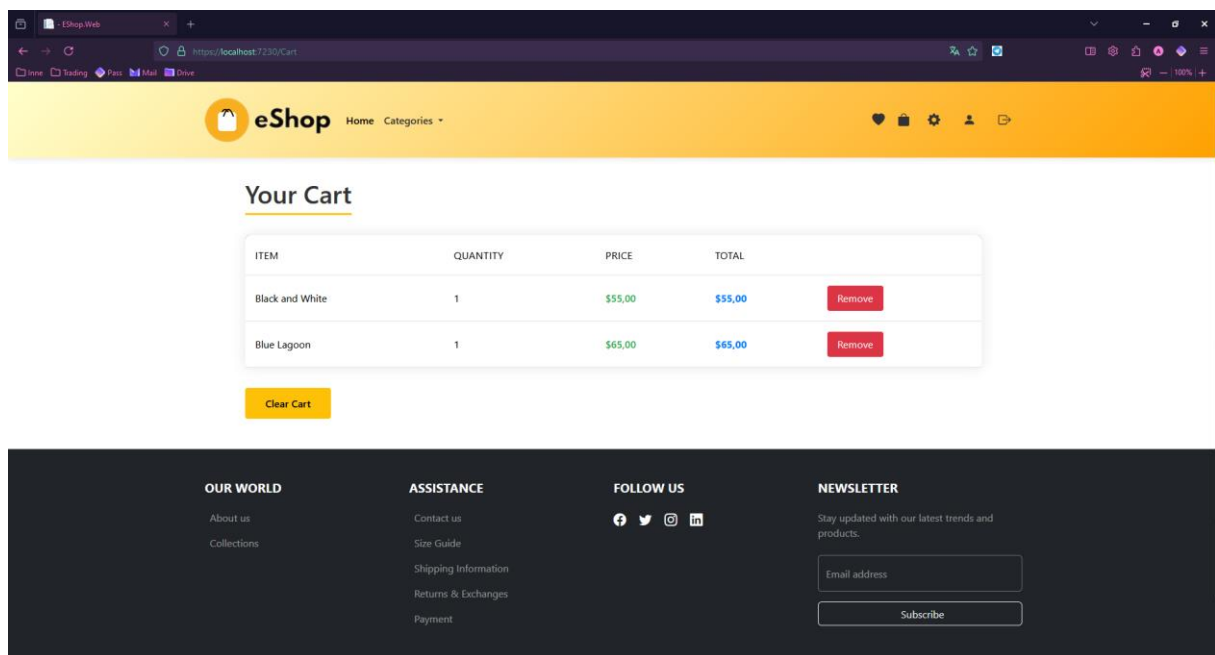 - EShop.Web
https://localhost:7230/Cart
Inne Trading Pass Mail Drive
100%
eShop Home Categories
Your Cart
ITEM QUANTITY PRICE TOTAL
Black and White 1 $55,00 $55,00 Remove
Blue Lagoon 1 $65,00 $65,00 Remove
Clear Cart
OUR WORLD ASSISTANCE FOLLOW US NEWSLETTER
About us Contact us Stay updated with our latest trends and
products.
Collections Size Guide
Shipping Information Email address
Returns & Exchanges
Payment Subscribe